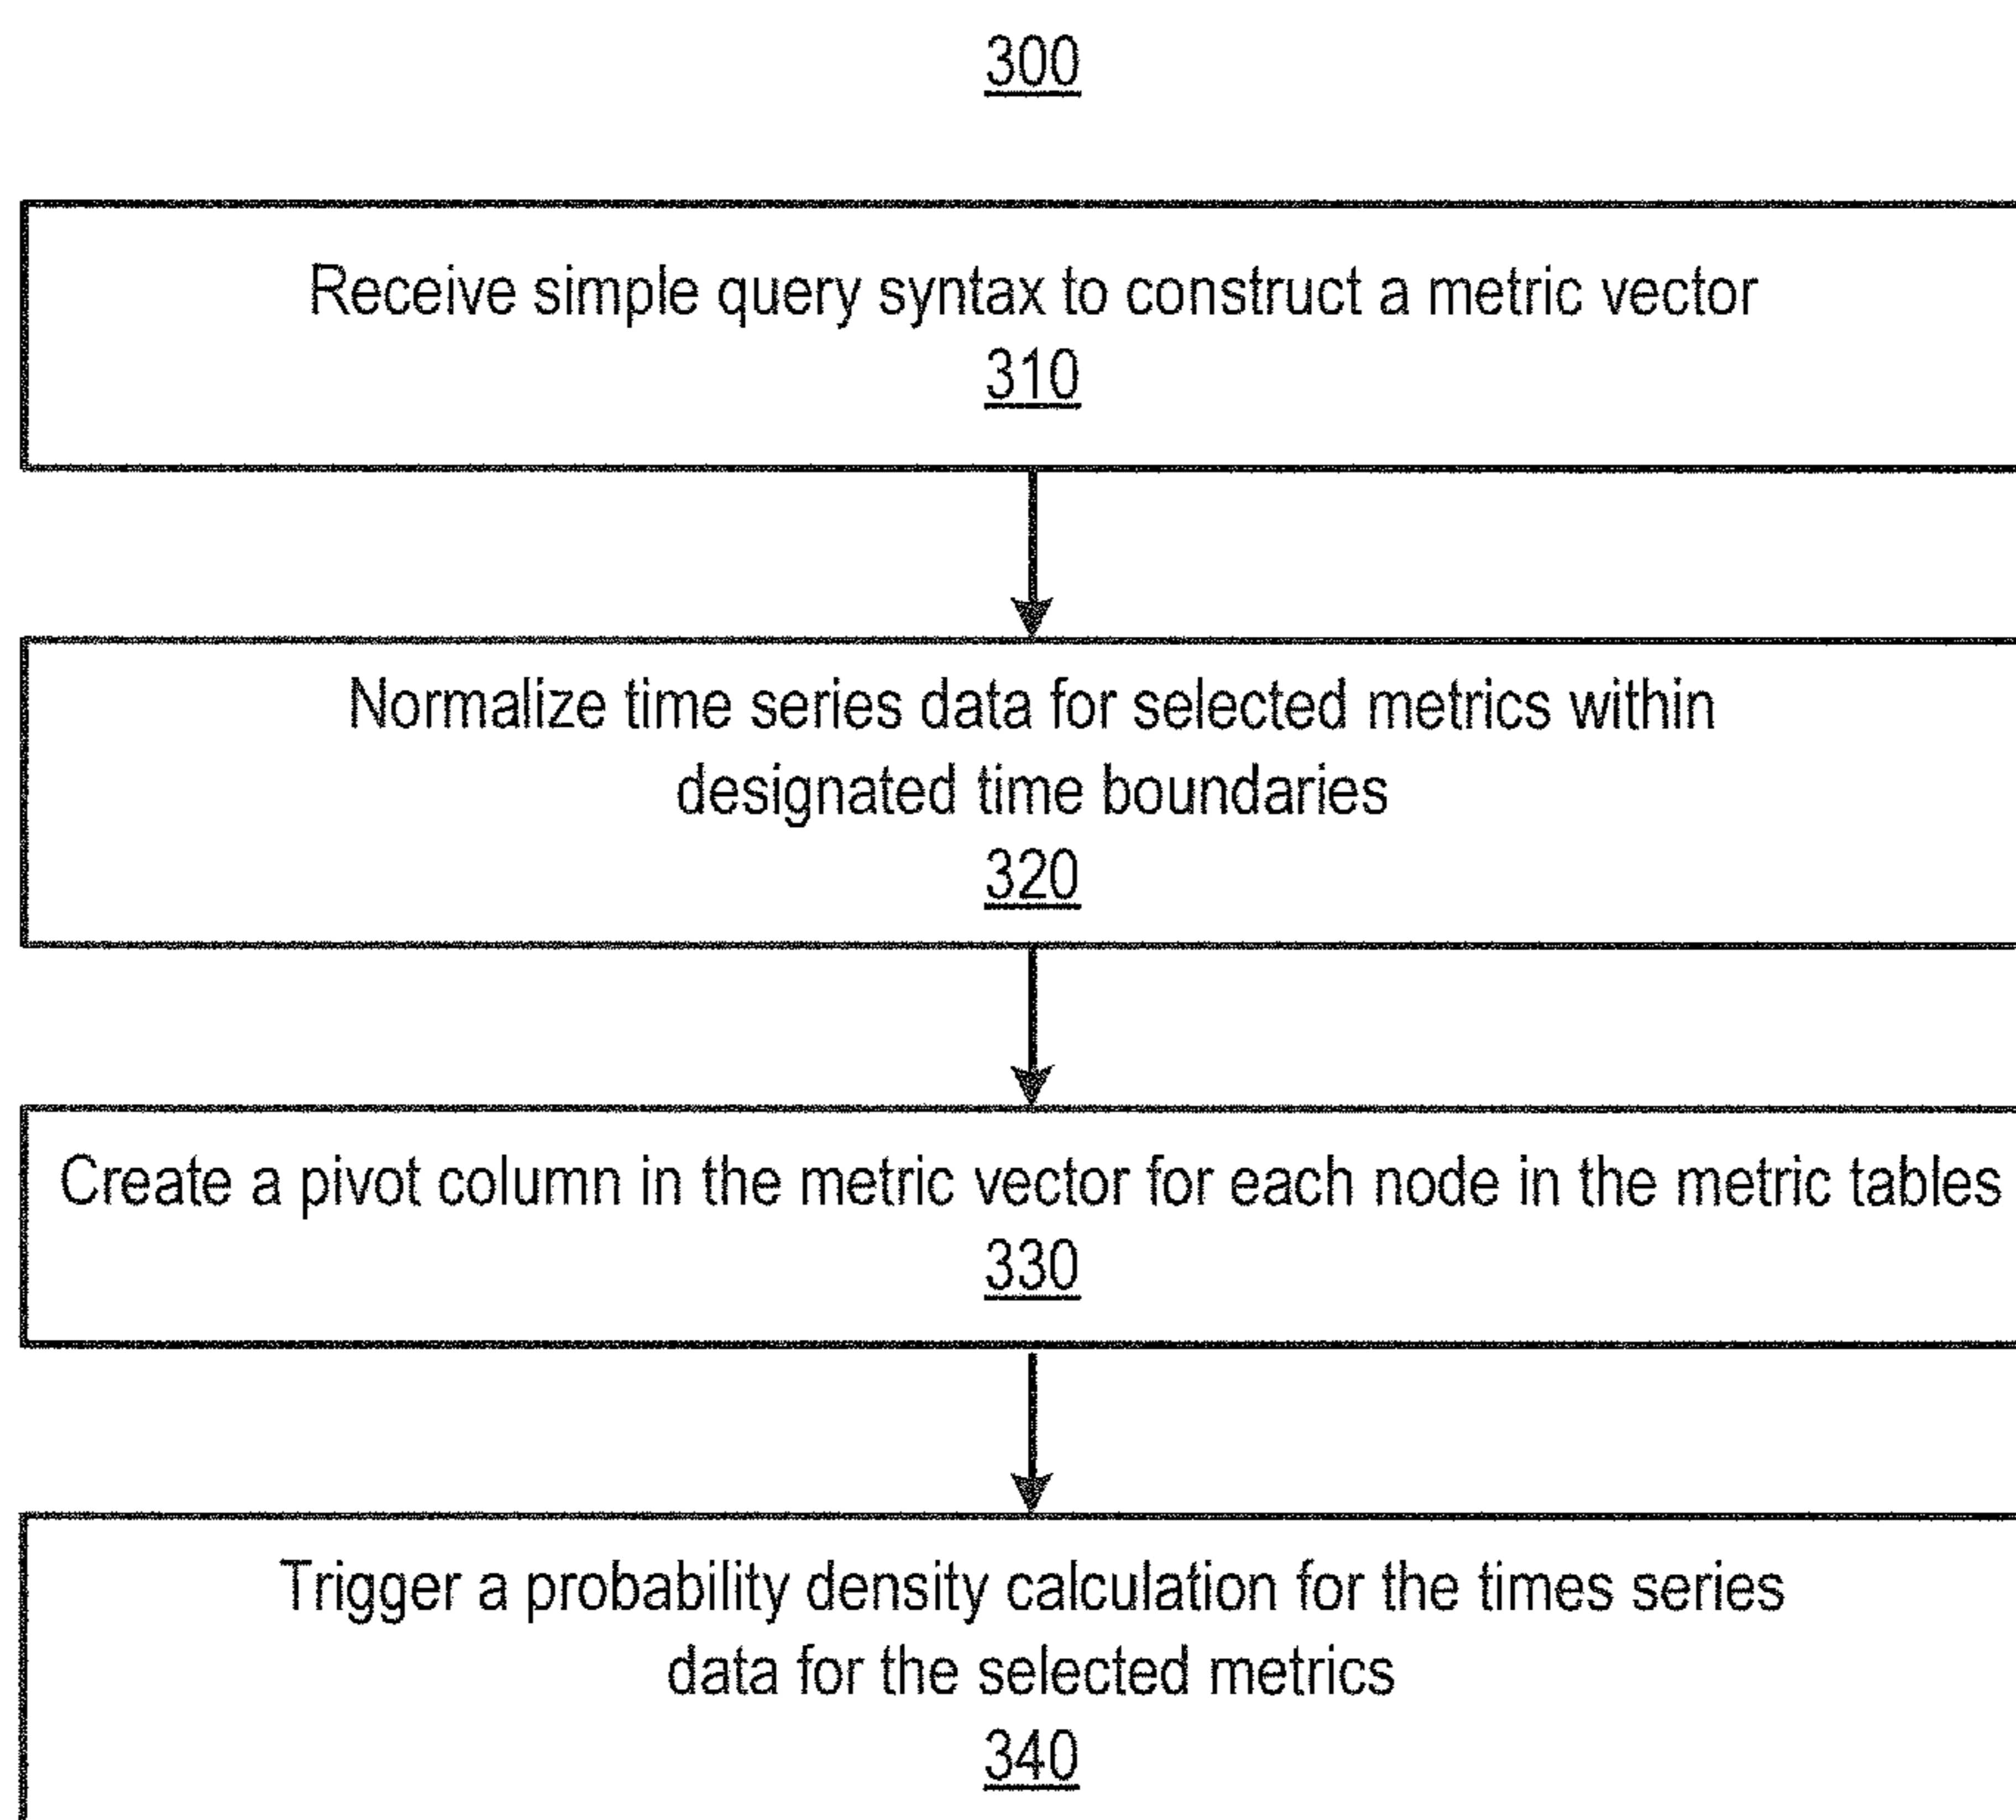 300
Receive simple query syntax to construct a metric vector
310
Normalize time series data for selected metrics within
designated time boundaries
320
Create a pivot column in the metric vector for each node in the metric tables
330
Trigger a probability density calculation for the times series
data for the selected metrics
340